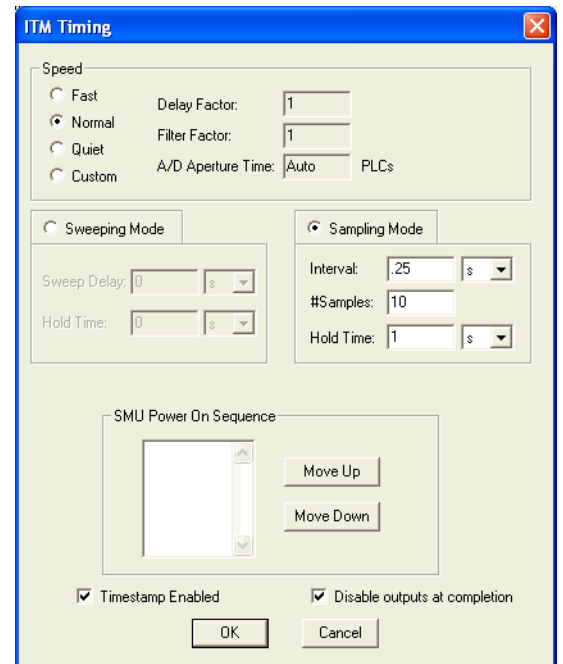 ITM Timing
Speed
Fast
Normal
Quiet
Custom
Delay Factor: 1
Filter Factor: 1
A/D Aperture Time: Auto PLCs
Sweeping Mode
Sweep Delay: 0 s
Hold Time: 0 s
Sampling Mode
Interval: .25 s
#Samples: 10
Hold Time: 1 s
SMU Power On Sequence
Move Up
Move Down
Timestamp Enabled
Disable outputs at completion
OK
Cancel